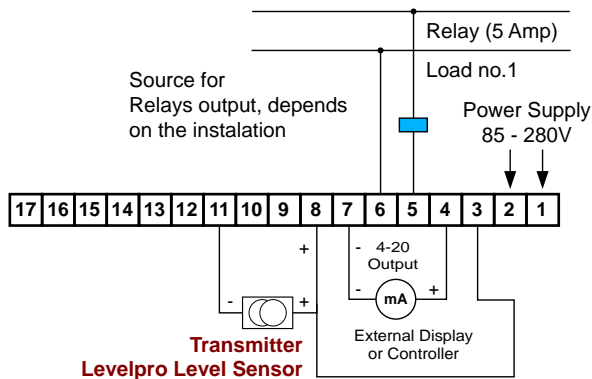 Relay (5 Amp)
Load no.1
Source for
Relays output, depends
on the instalation
Power Supply
85 - 280V
17 16 15 14 13 12 11 10 9 8 7 6 5 4 3 2 1
+ - 4-20
Output
- + - mA +
External Display
or Controller
Transmitter
Levelpro Level Sensor